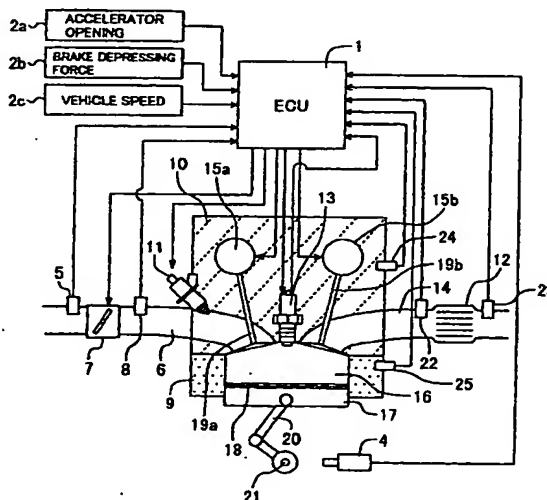 2a
ACCELERATOR
OPENING
2b
BRAKE DEPRESSING
FORCE
2c
VEHICLE SPEED
1
ECU
10
15a
13
15b
11
24
19b
14
12
5
7
8
6
9
19a
18
20
21
4
16
17
25
22